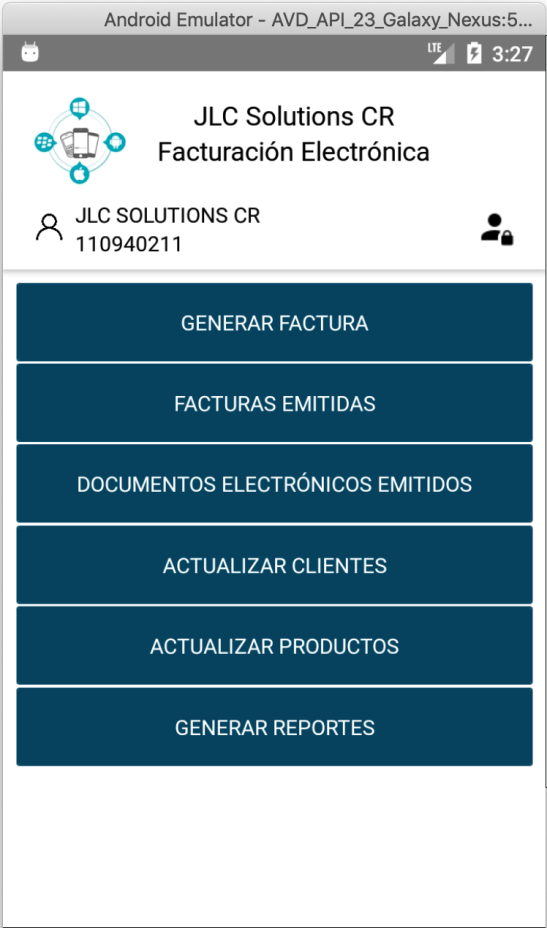 Android Emulator - AVD_API_23_Galaxy_Nexus:5...
LTE 3:27
JLC Solutions CR
Facturación Electrónica
JLC SOLUTIONS CR
110940211
GENERAR FACTURA
FACTURAS EMITIDAS
DOCUMENTOS ELECTRÓNICOS EMITIDOS
ACTUALIZAR CLIENTES
ACTUALIZAR PRODUCTOS
GENERAR REPORTES